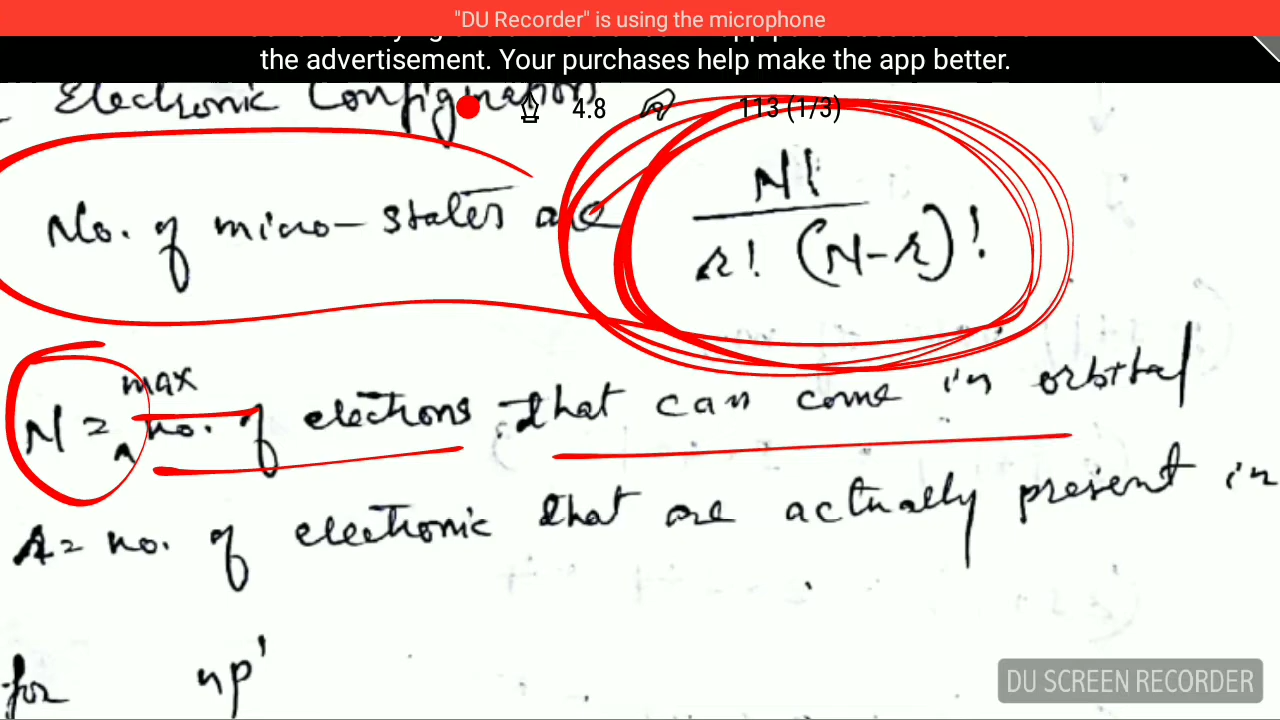 "DU Recorder" is using the microphone
the advertisement. Your purchases help make the app better.
Electronic Configuration
4.8 113 (1/3)
No. of micro-states are N! / r! (N-r)!
max
N = no. of electrons that can come in orbital
r = no. of electronic that are actually present in
for np¹
DU SCREEN RECORDER